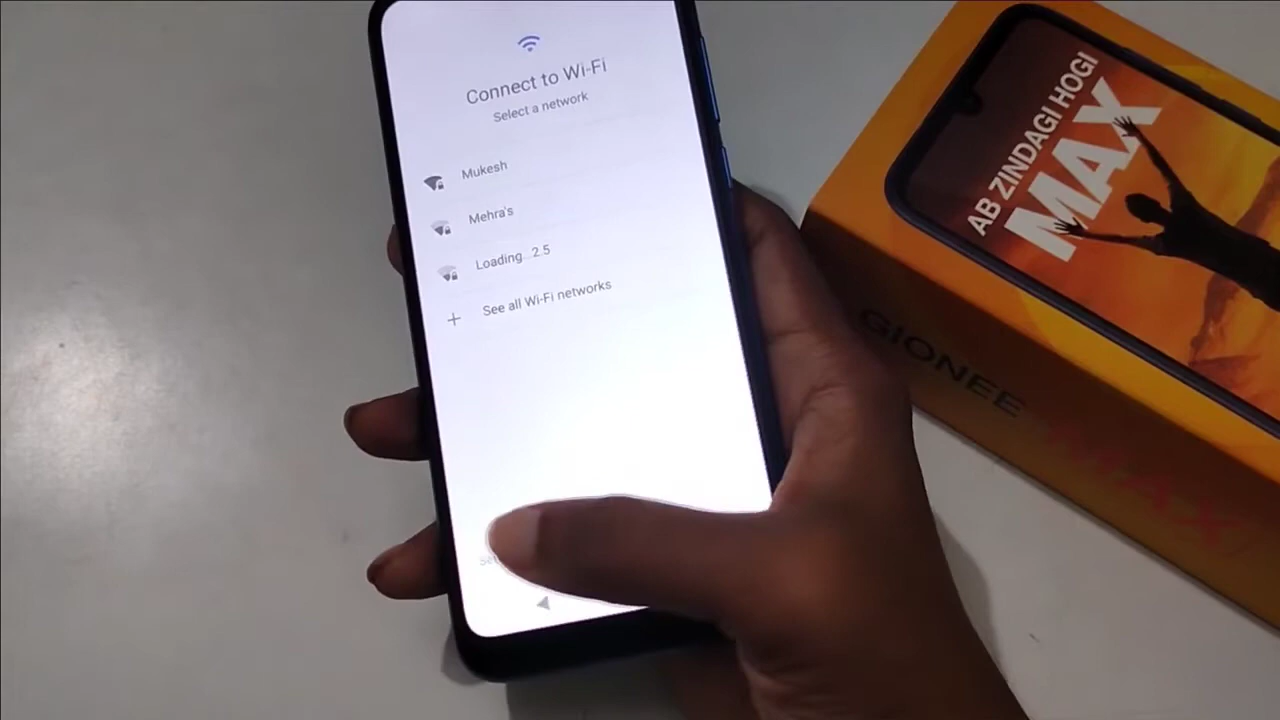 Connect to Wi-Fi
Select a network
Mukesh
Mehra's
Loading 2.5
See all Wi-Fi networks
AB ZINDAGI HOGI
MAX
GIONEE
MAX